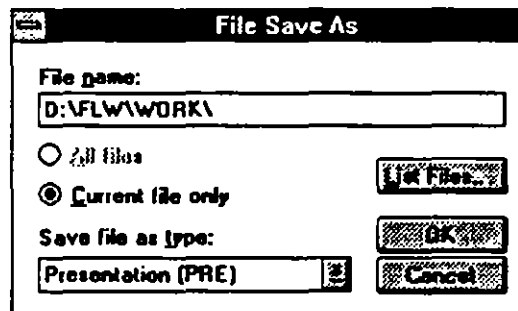 File Save As
File name:
D:\FLW\WORK\
All files
Current file only
List Files...
Save file as type:
OK
Presentation (PRE)
Cancel